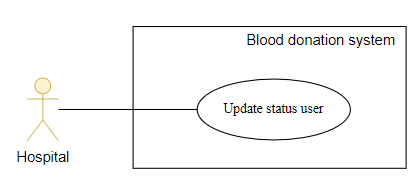 Blood donation system
Update status user
Hospital